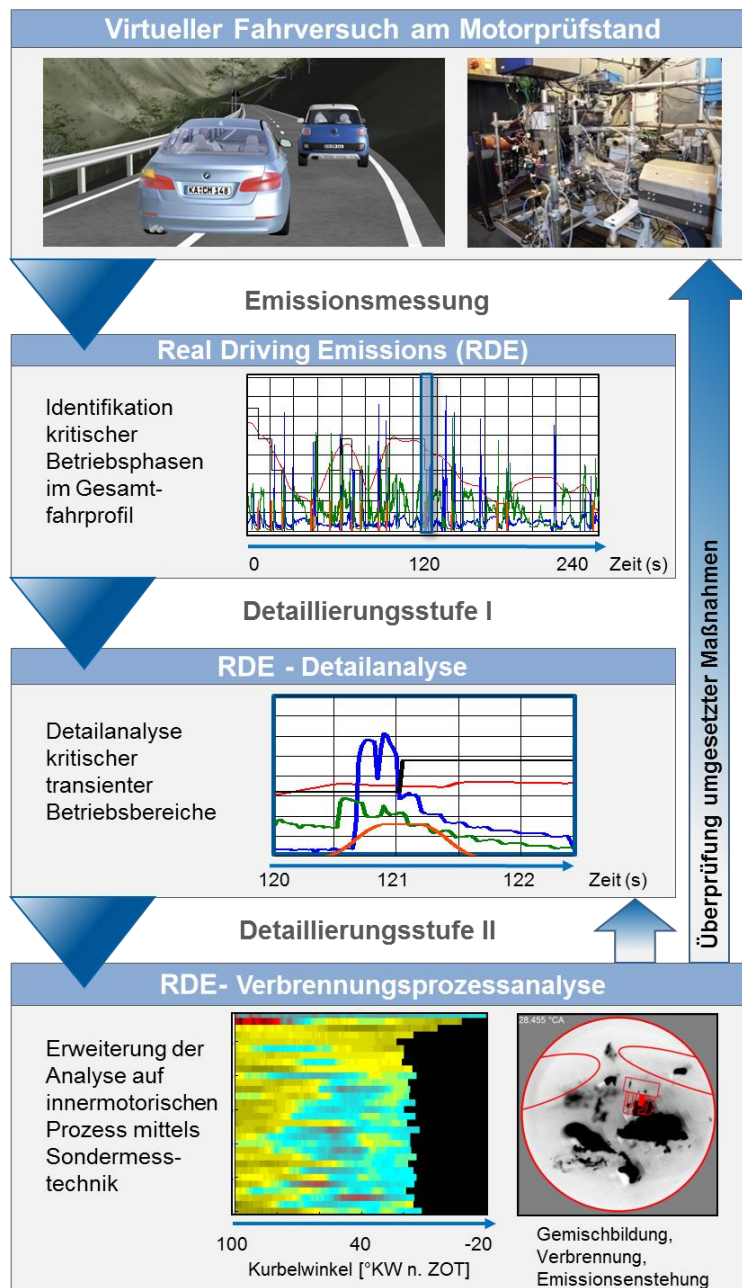 Virtueller Fahrversuch am Motorprüfstand
KA:CM 148
Emissionsmessung
Real Driving Emissions (RDE)
Identifikation
kritischer
Betriebsphasen
im Gesamt-
fahrprofil
0 120 240 Zeit (s)
Detaillierungsstufe I
RDE - Detailanalyse
Detailanalyse
kritischer
transienter
Betriebsbereiche
120 121 122 Zeit (s)
Detaillierungsstufe II
Überprüfung umgesetzter Maßnahmen
RDE- Verbrennungsprozessanalyse
Erweiterung der
Analyse auf
innermotorischen
Prozess mittels
Sondermess-
technik
100 40 -20
Kurbelwinkel [°KW n. ZOT)
28.455 °CA
Gemischbildung,
Verbrennung,
Emissionsenstehung